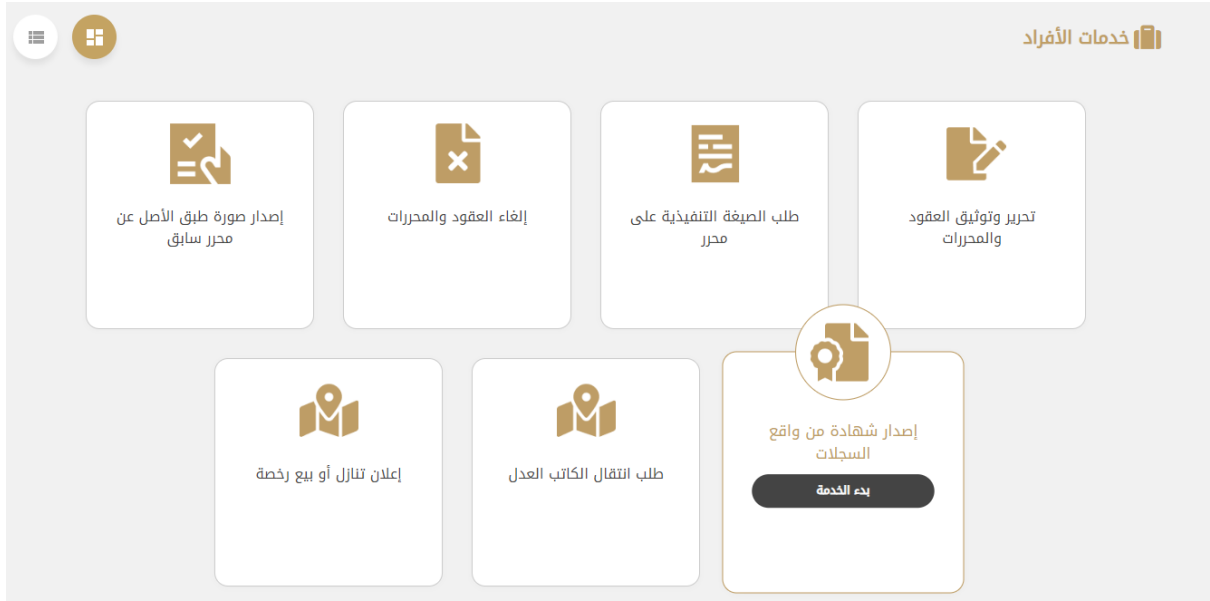 خدمات الأفراد
تحرير وتوثيق العقود
والمحررات
طلب الصيغة التنفيذية على
محرر
إلغاء العقود والمحررات
إصدار صورة طبق الأصل عن
محرر سابق
إصدار شهادة من واقع
السجلات
بدء الخدمة
طلب انتقال الكاتب العدل
إعلان تنازل أو بيع رخصة